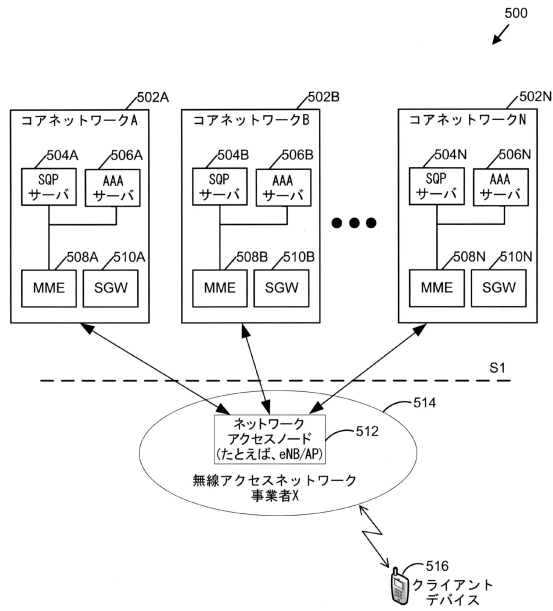 500
502A
502B
502N
コアネットワークA
コアネットワークB
コアネットワークN
504A
506A
504B
506B
504N
506N
SQP
サーバ
AAA
サーバ
SQP
サーバ
AAA
サーバ
SQP
サーバ
AAA
サーバ
508A
510A
508B
510B
508N
510N
MME
SGW
MME
SGW
MME
SGW
S1
514
ネットワーク
アクセスノード
(たとえば、eNB/AP)
512
無線アクセスネットワーク
事業者X
516
クライアント
デバイス